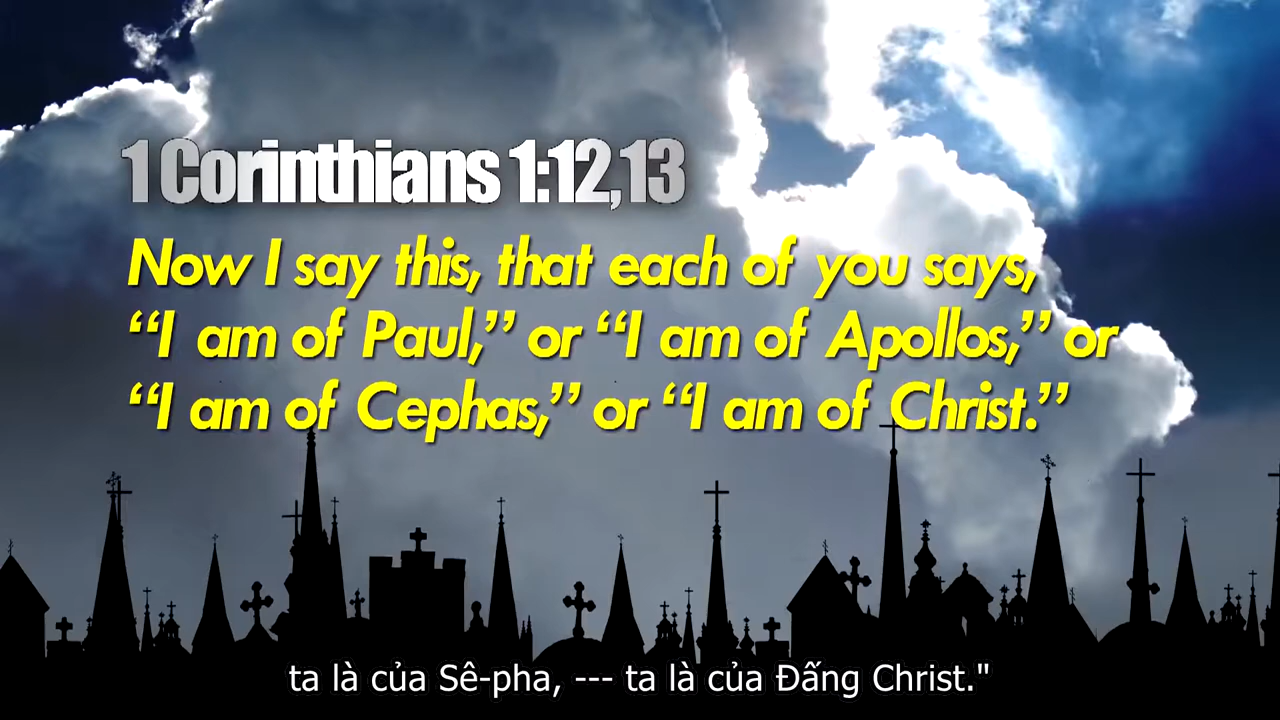 1 Corinthians 1:12,13
Now I say this, that each of you says,
“I am of Paul,” or “I am of Apollos,” or
“I am of Cephas,” or “I am of Christ.”
ta là của Sê-pha, --- ta là của Đấng Christ."